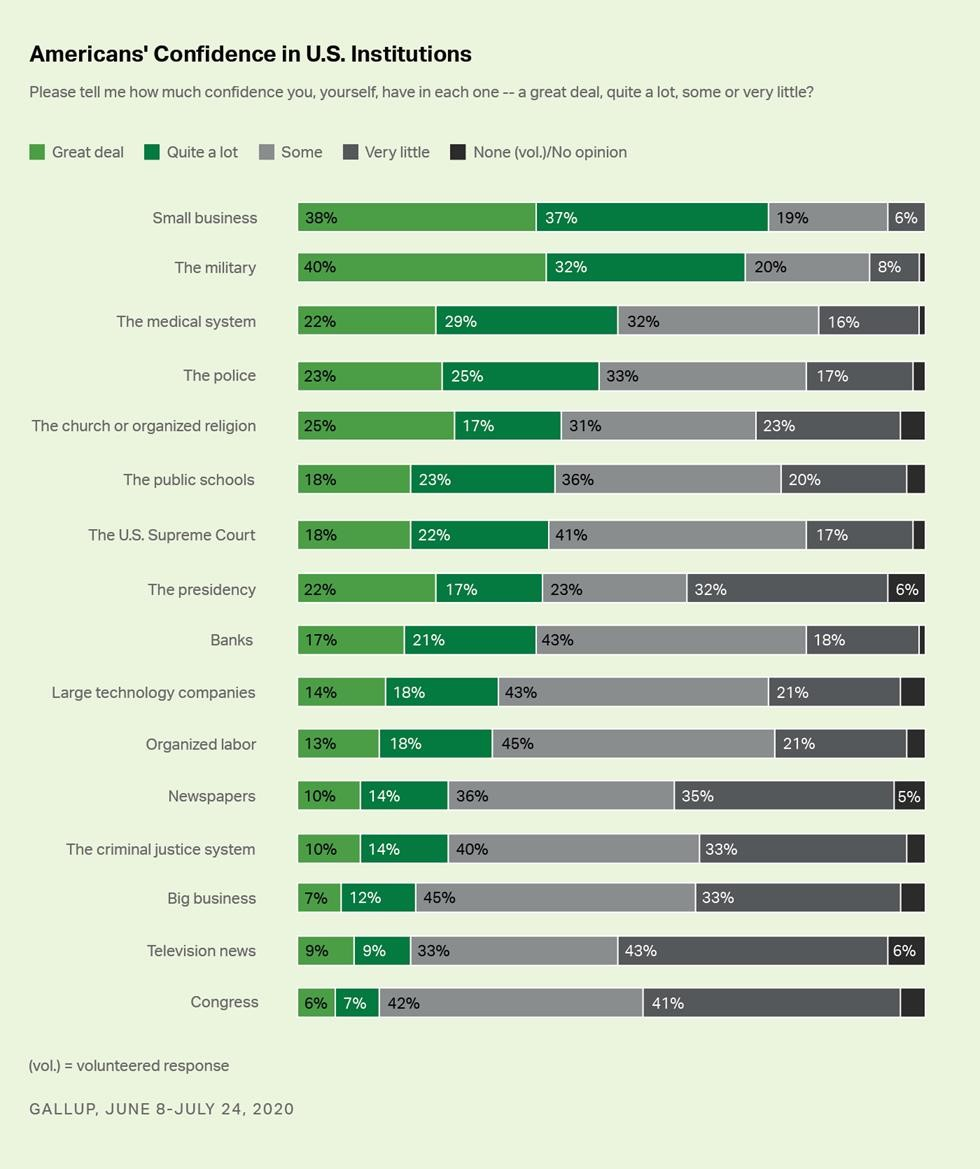 Americans' Confidence in U.S. Institutions
Please tell me how much confidence you, yourself, have in each one -- a great deal, quite a lot, some or very little?
Great deal Quite a lot Some Very little None (vol.)/No opinion
Small business 38% 37% 19% 6%
The military 40% 32% 20% 8%
The medical system 22% 29% 32% 16%
The police 23% 25% 33% 17%
The church or organized religion 25% 17% 31% 23%
The public schools 18% 23% 36% 20%
The U.S. Supreme Court 18% 22% 41% 17%
The presidency 22% 17% 23% 32% 6%
Banks 17% 21% 43% 18%
Large technology companies 14% 18% 43% 21%
Organized labor 13% 18% 45% 21%
Newspapers 10% 14% 36% 35% 5%
The criminal justice system 10% 14% 40% 33%
Big business 7% 12% 45% 33%
Television news 9% 9% 33% 43% 6%
Congress 6% 7% 42% 41%
(vol.) = volunteered response
GALLUP, JUNE 8-JULY 24, 2020